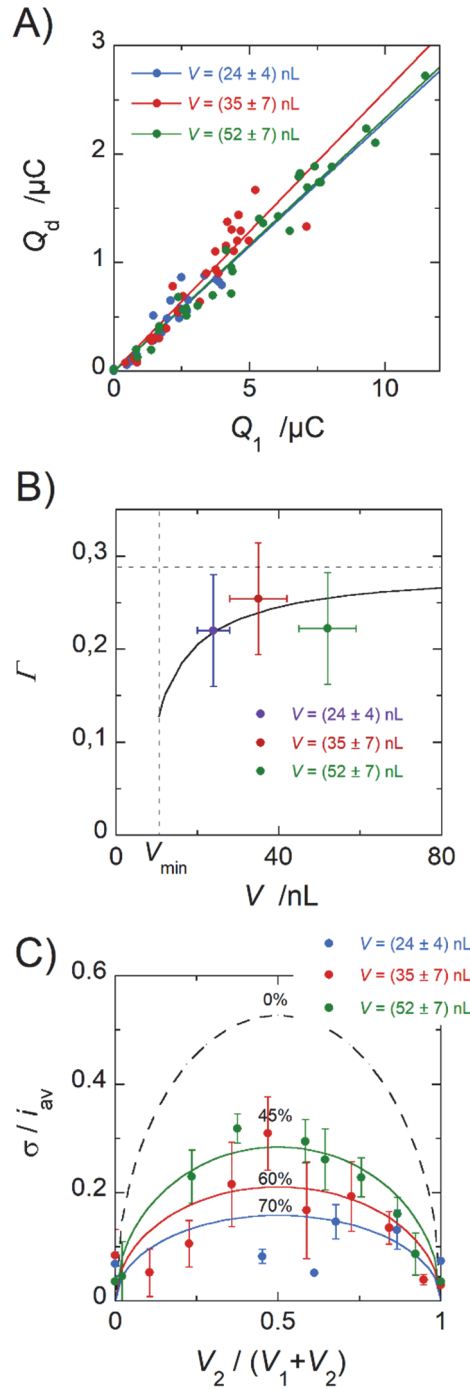 A)
3
V = (24 ± 4) nL
V = (35 ± 7) nL
V = (52 ± 7) nL
2
Q_d /µC
1
0
0 5 10
Q_1 /µC
B)
0,3
0,2
Γ
0,1
V = (24 ± 4) nL
V = (35 ± 7) nL
V = (52 ± 7) nL
0
0 V_min 40 80
V /nL
C)
V = (24 ± 4) nL
V = (35 ± 7) nL
V = (52 ± 7) nL
0.6
0%
0.4
σ / i_av
45%
60%
0.2
70%
0
0 0.5 1
V_2 / (V_1+V_2)